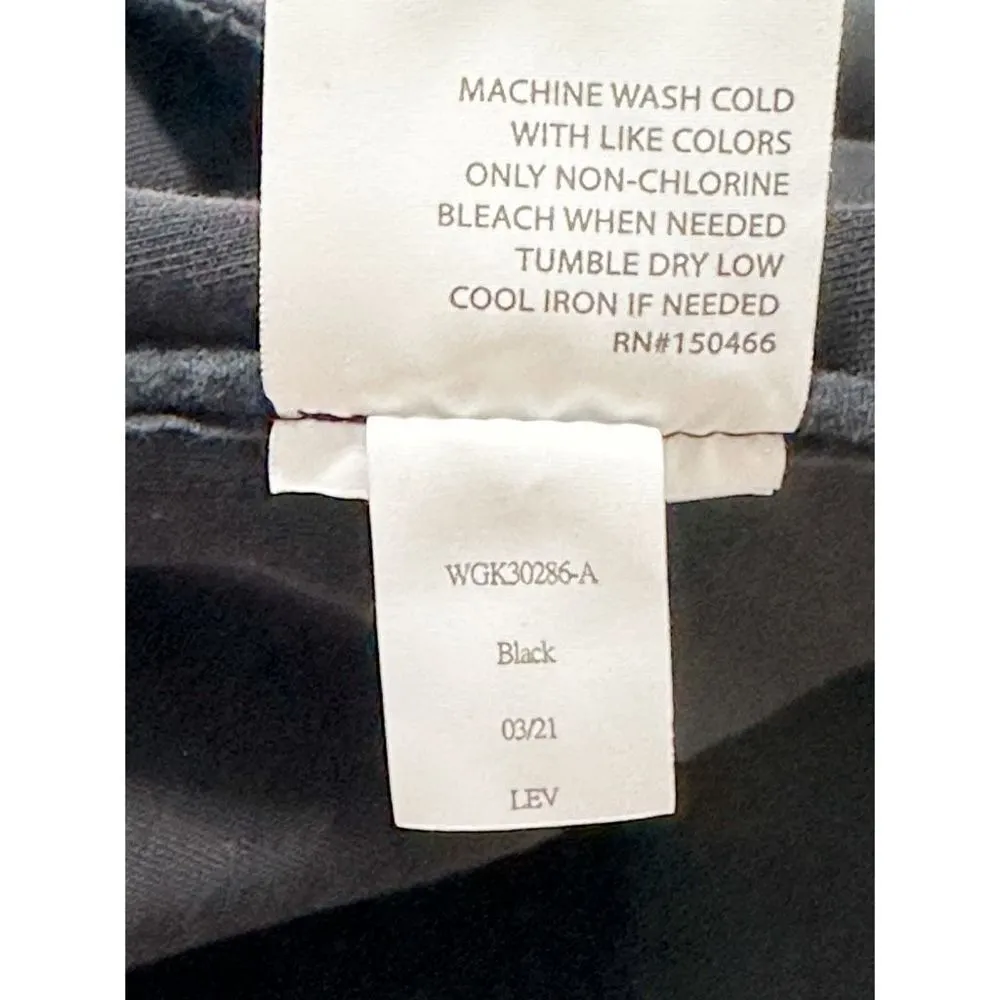 MACHINE WASH COLD
WITH LIKE COLORS
ONLY NON-CHLORINE
BLEACH WHEN NEEDED
TUMBLE DRY LOW
COOL IRON IF NEEDED
RN#150466
WGK30286-A
Black
03/21
LEV